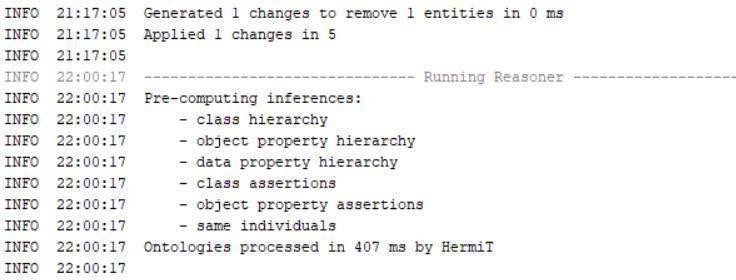 INFO  21:17:05  Generated 1 changes to remove 1 entities in 0 ms
INFO  21:17:05  Applied 1 changes in 5
INFO  21:17:05
INFO  22:00:17  ------------------------------- Running Reasoner -------------------
INFO  22:00:17  Pre-computing inferences:
INFO  22:00:17      - class hierarchy
INFO  22:00:17      - object property hierarchy
INFO  22:00:17      - data property hierarchy
INFO  22:00:17      - class assertions
INFO  22:00:17      - object property assertions
INFO  22:00:17      - same individuals
INFO  22:00:17  Ontologies processed in 407 ms by HermiT
INFO  22:00:17